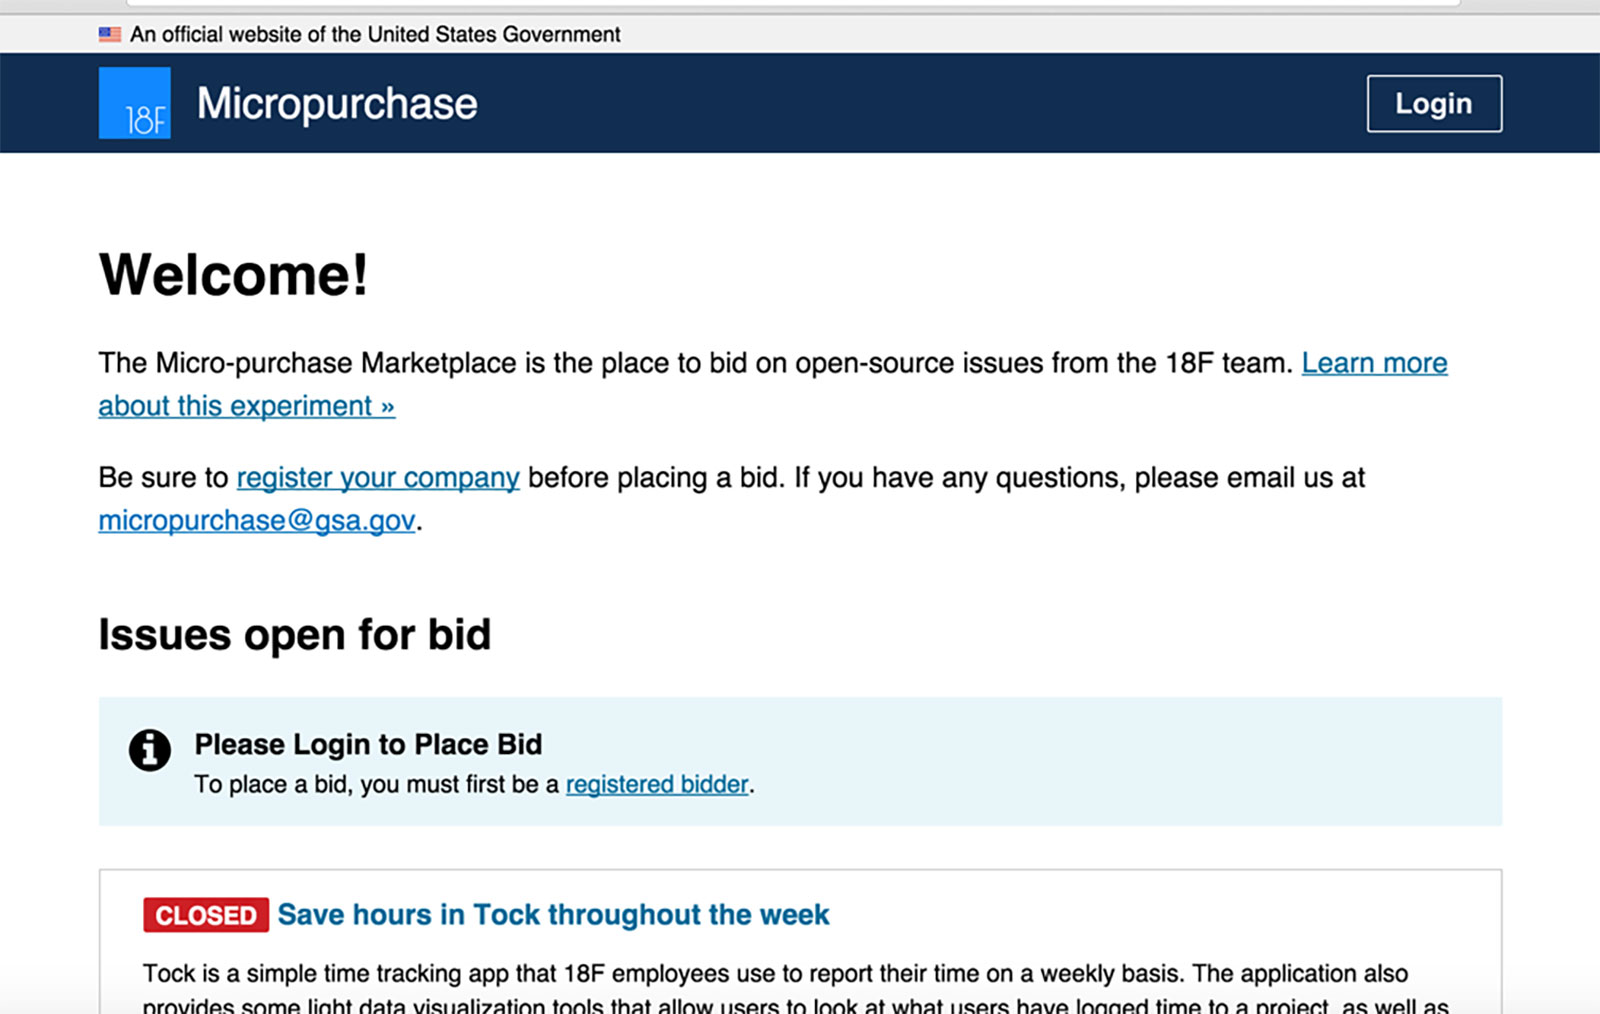 An official website of the United States Government
18F
Micropurchase
Login
Welcome!
The Micro-purchase Marketplace is the place to bid on open-source issues from the 18F team. Learn more
about this experiment »
Be sure to register your company before placing a bid. If you have any questions, please email us at
micropurchase@gsa.gov.
Issues open for bid
Please Login to Place Bid
To place a bid, you must first be a registered bidder.
CLOSED Save hours in Tock throughout the week
Tock is a simple time tracking app that 18F employees use to report their time on a weekly basis. The application also
provides some light data visualization tools that allow users to look at what users have logged time to a project, as well as